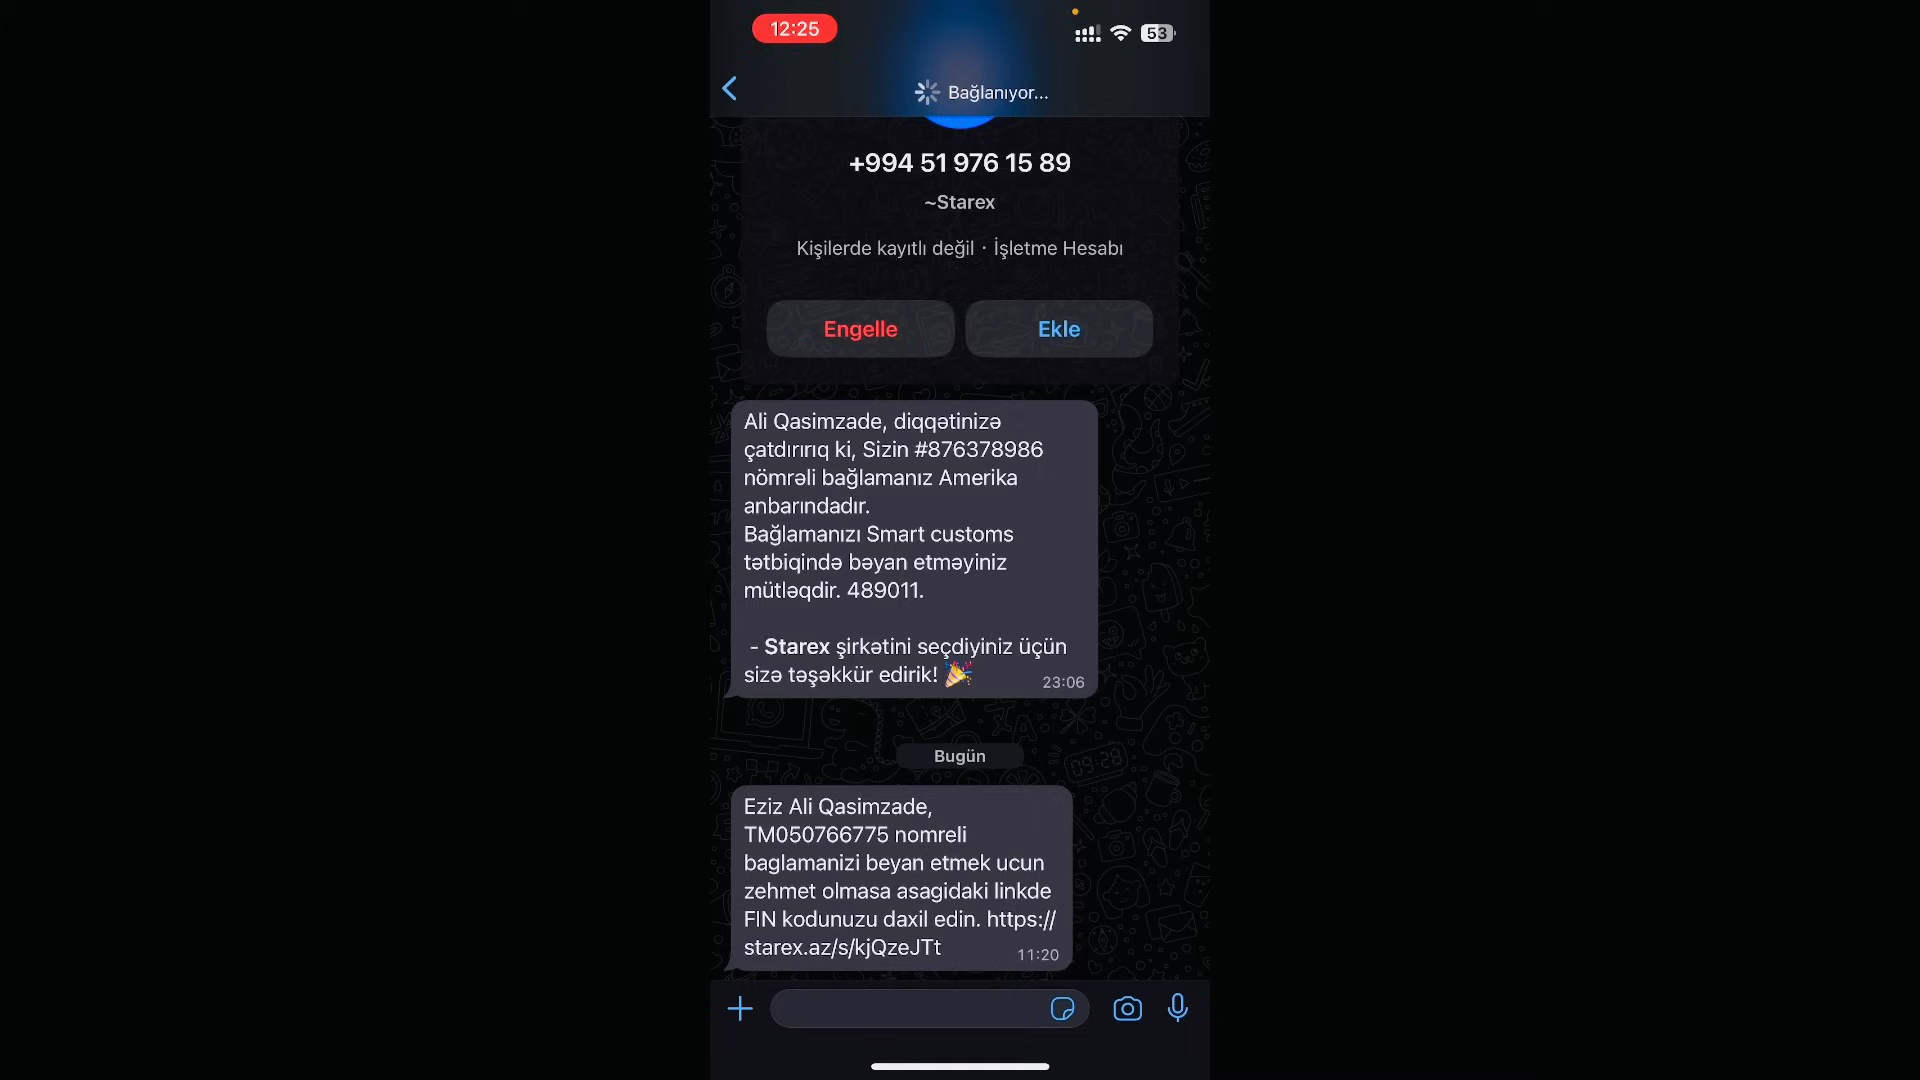 12:25
53
Bağlanıyor...
+994 51 976 15 89
~Starex
Kişilerde kayıtlı değil · İşletme Hesabı
Engelle
Ekle
Ali Qasimzade, diqqətinizə
çatdırırıq ki, Sizin #876378986
nömrəli bağlamanız Amerika
anbarındadır.
Bağlamanızı Smart customs
tətbiqində bəyan etməyiniz
mütləqdir. 489011.
- Starex şirkətini seçdiyiniz üçün
sizə təşəkkür edirik! 🎉
23:06
Bugün
Eziz Ali Qasimzade,
TM050766775 nomreli
baglamanizi beyan etmek ucun
zehmet olmasa asagidaki linkde
FIN kodunuzu daxil edin. https://
starex.az/s/kjQzeJTt
11:20